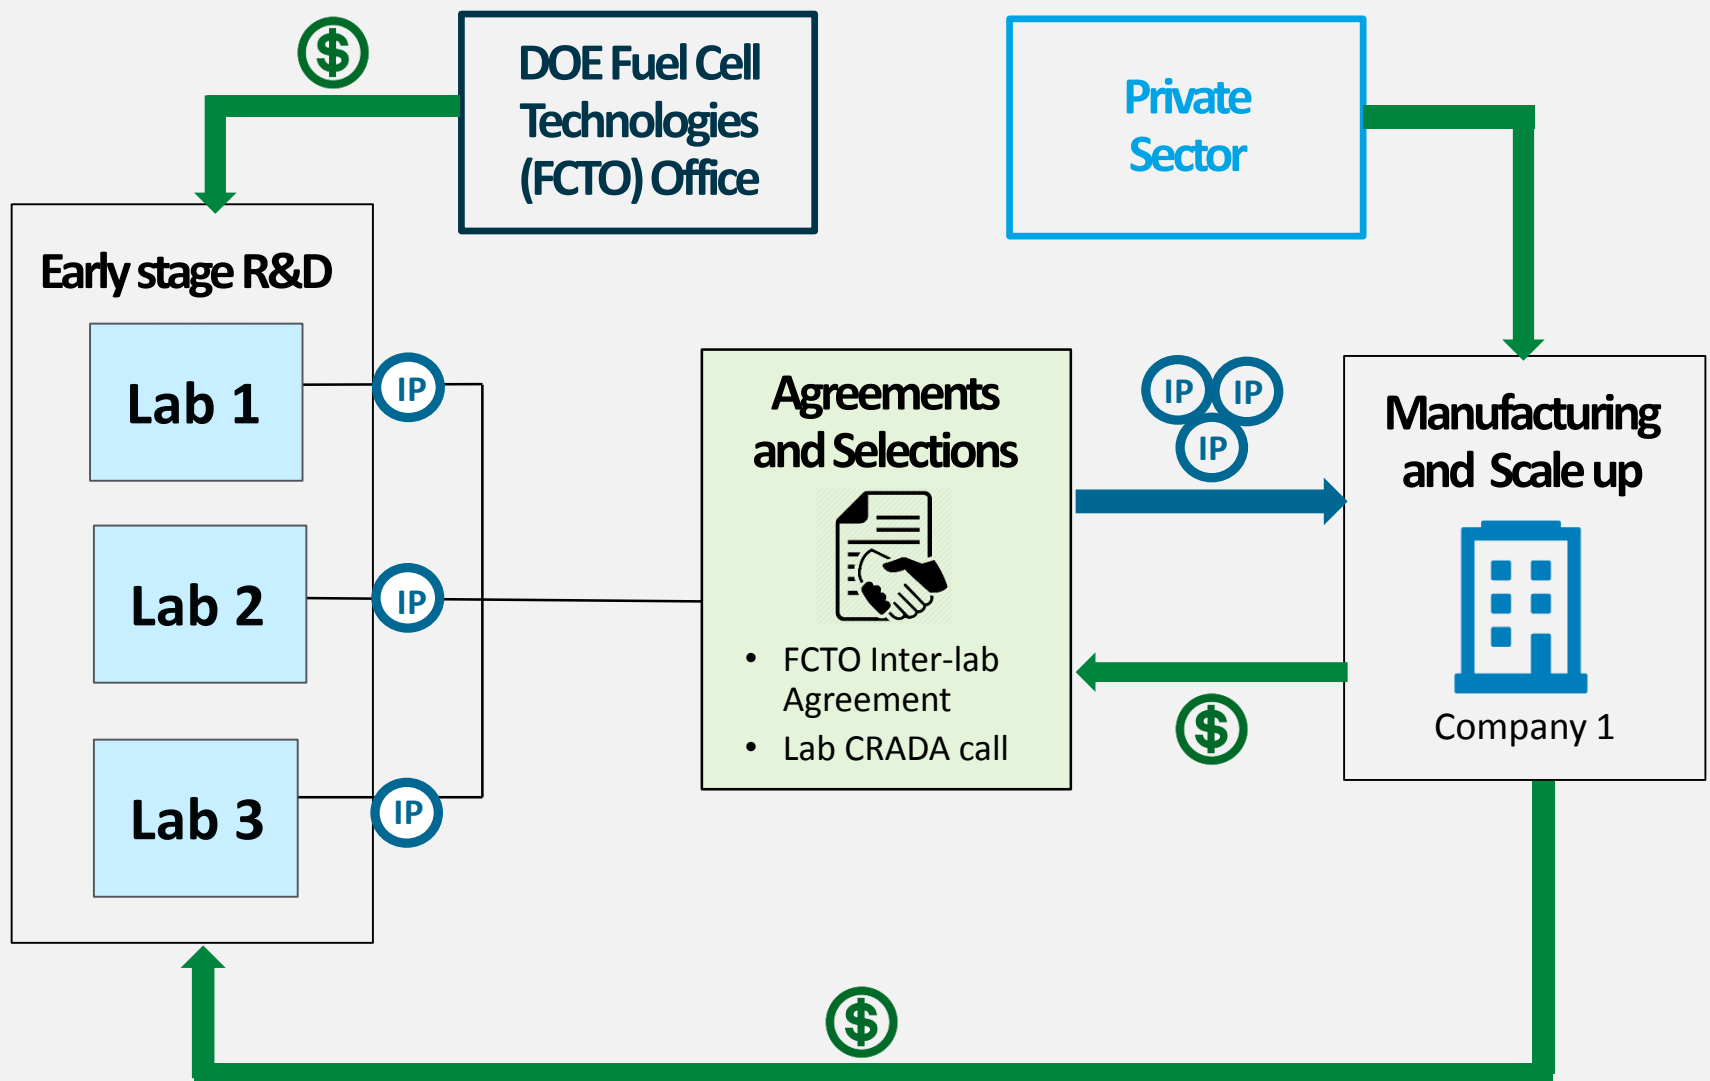 $
DOE Fuel Cell
Technologies
(FCTO) Office
Private
Sector
Early stage R&D
Lab 1
IP
Lab 2
IP
Lab 3
IP
Agreements
and Selections
• FCTO Inter-lab
Agreement
• Lab CRADA call
IP
IP
IP
$
Manufacturing
and Scale up
Company 1
$